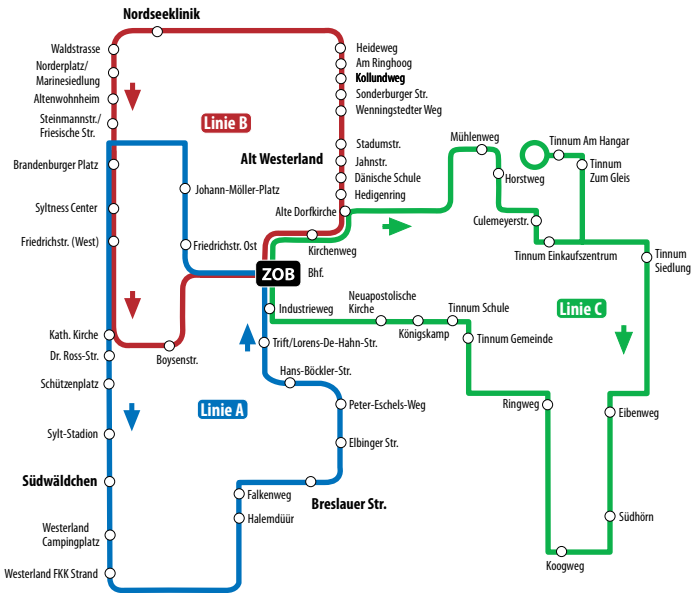 Nordseeklinik
Waldstrasse
Norderplatz/
Marinesiedlung
Altenwohnheim
Steinmannstr./
Friesische Str.
Brandenburger Platz
Syltness Center
Friedrichstr. (West)
Kath. Kirche
Dr. Ross-Str.
Schützenplatz
Sylt-Stadion
Südwäldchen
Westerland
Campingplatz
Westerland FKK Strand
Linie B
Johann-Möller-Platz
Friedrichstr. Ost
Boysenstr.
Linie A
Heideweg
Am Ringhoog
Kollundweg
Sonderburger Str.
Wenningstedter Weg
Alt Westerland
Stadumstr.
Jahnstr.
Dänische Schule
Hedigenring
Alte Dorfkirche
Kirchenweg
ZOB
Bhf.
Industrieweg
Trift/Lorens-De-Hahn-Str.
Hans-Böckler-Str.
Peter-Eschels-Weg
Elbinger Str.
Breslauer Str.
Falkenweg
Halemdüür
Mühlenweg
Horstweg
Culemeyerstr.
Tinnum Am Hangar
Tinnum
Zum Gleis
Tinnum Einkaufszentrum
Tinnum
Siedlung
Linie C
Neuapostolische
Kirche
Königskamp
Tinnum Schule
Tinnum Gemeinde
Ringweg
Eibenweg
Südhörn
Koogweg